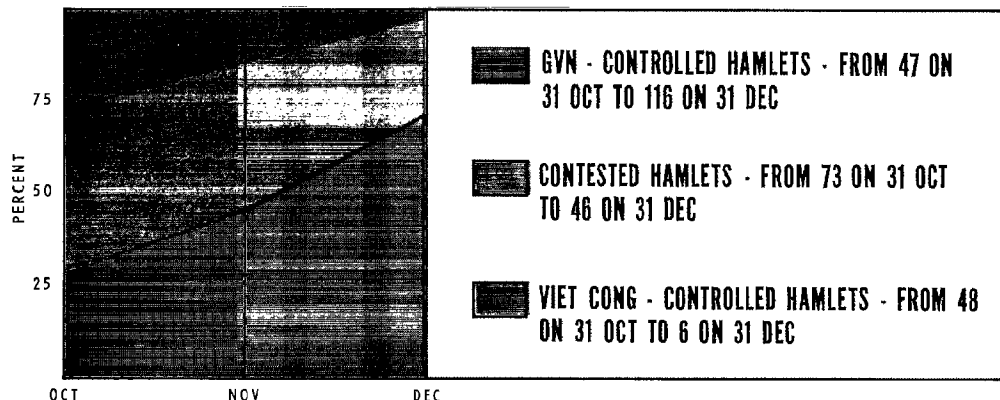 75
50
25
PERCENT
OCT NOV DEC
GVN - CONTROLLED HAMLETS - FROM 47 ON
31 OCT TO 116 ON 31 DEC
CONTESTED HAMLETS - FROM 73 ON 31 OCT
TO 46 ON 31 DEC
VIET CONG - CONTROLLED HAMLETS - FROM 48
ON 31 OCT TO 6 ON 31 DEC